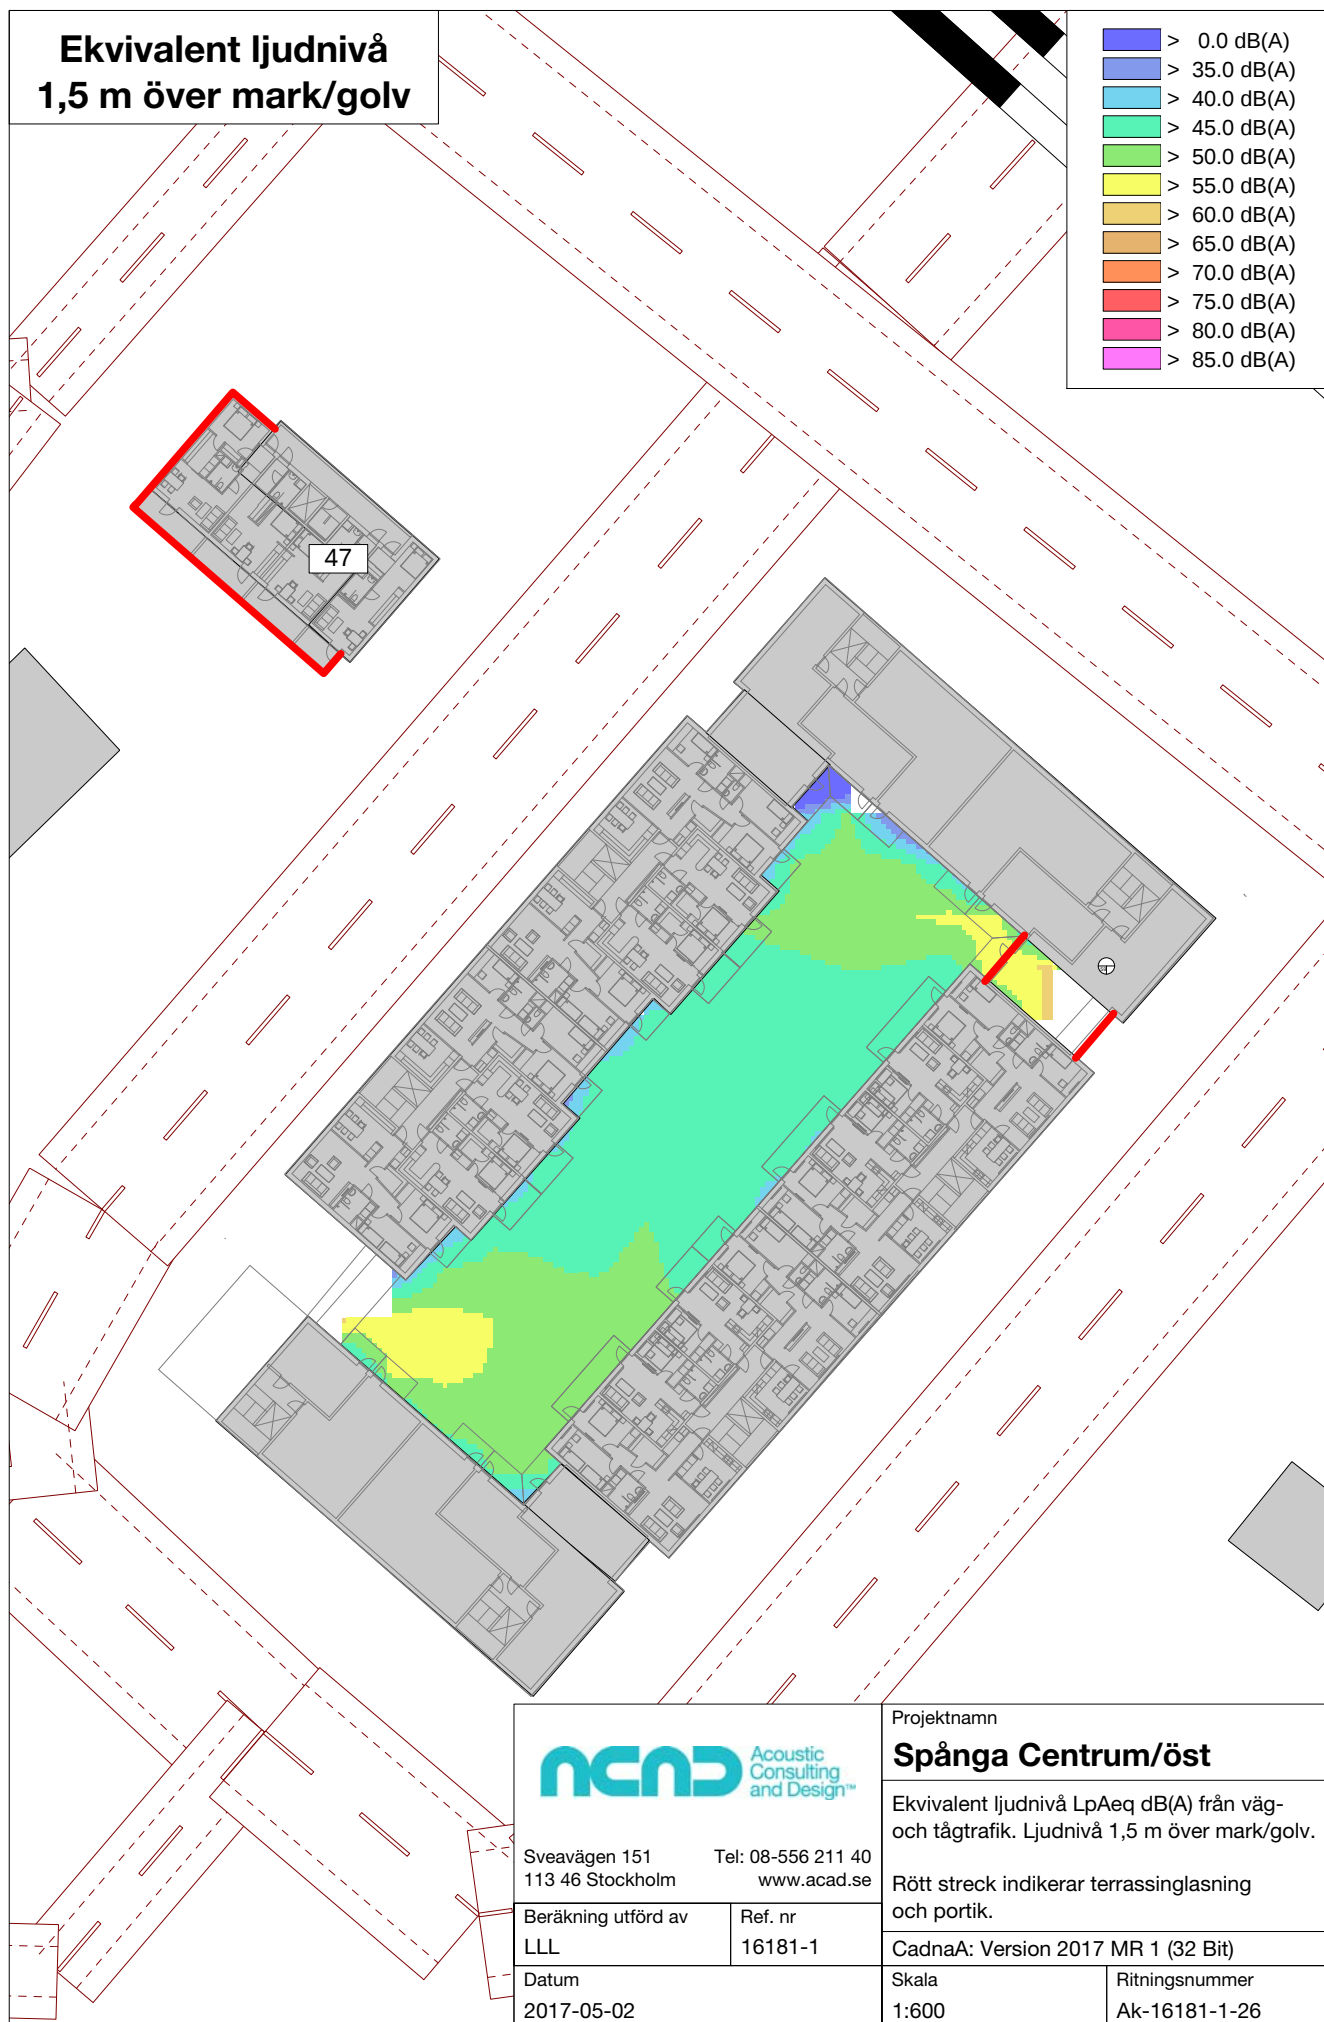 Ekvivalent ljudnivå
1,5 m över mark/golv
> 0.0 dB(A)
> 35.0 dB(A)
> 40.0 dB(A)
> 45.0 dB(A)
> 50.0 dB(A)
> 55.0 dB(A)
> 60.0 dB(A)
> 65.0 dB(A)
> 70.0 dB(A)
> 75.0 dB(A)
> 80.0 dB(A)
> 85.0 dB(A)
47
ACAD
Acoustic
Consulting
and Design™
Sveavägen 151
113 46 Stockholm
Tel: 08-556 211 40
www.acad.se
Beräkning utförd av
LLL
Ref. nr
16181-1
Datum
2017-05-02
Projektnamn
Spånga Centrum/öst
Ekvivalent ljudnivå LpAeq dB(A) från väg-
och tågtrafik. Ljudnivå 1,5 m över mark/golv.
Rött streck indikerar terrassinglasning
och portik.
CadnaA: Version 2017 MR 1 (32 Bit)
Skala
1:600
Ritningsnummer
Ak-16181-1-26